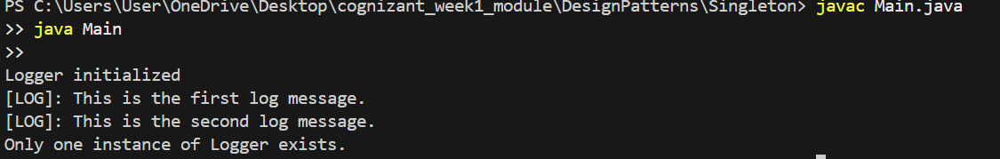 PS C:\Users\User\OneDrive\Desktop\cognizant_week1_module\DesignPatterns\Singleton> javac Main.java
>> java Main
>>
Logger initialized
[LOG]: This is the first log message.
[LOG]: This is the second log message.
Only one instance of Logger exists.